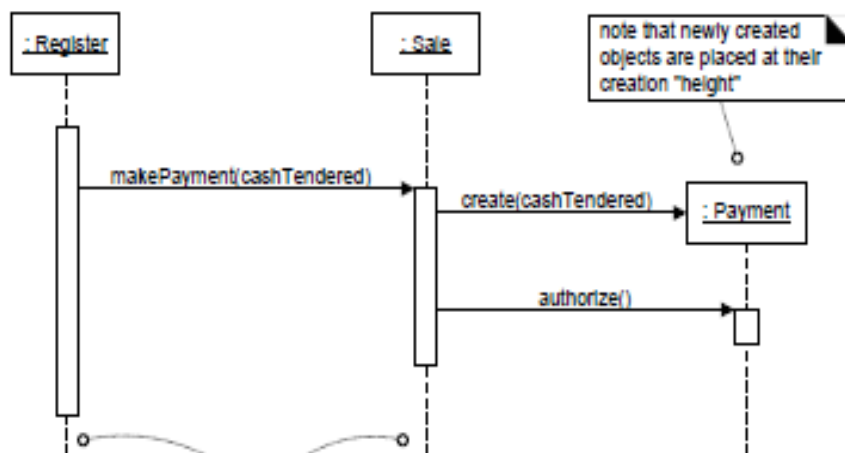 : Register
: Sale
note that newly created
objects are placed at their
creation "height"
makePayment(cashTendered)
create(cashTendered)
: Payment
authorize()